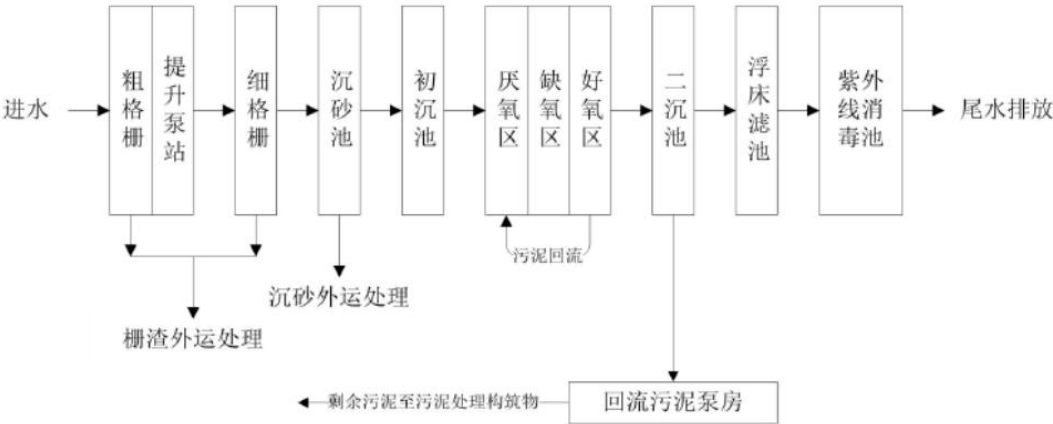 进水
粗格栅
提升泵站
细格栅
沉砂池
初沉池
厌氧区
缺氧区
好氧区
二沉池
浮床滤池
紫外线消毒池
尾水排放
污泥回流
沉砂外运处理
栅渣外运处理
剩余污泥至污泥处理构筑物
回流污泥泵房